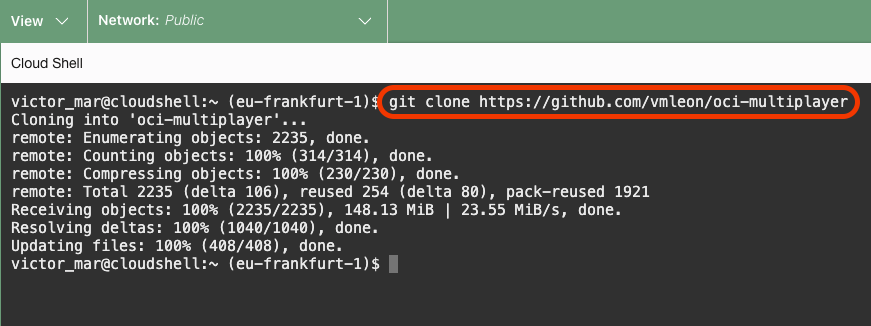 View Network: Public
Cloud Shell
victor_mar@cloudshell:~ (eu-frankfurt-1)$ git clone https://github.com/vmleon/oci-multiplayer
Cloning into 'oci-multiplayer'...
remote: Enumerating objects: 2235, done.
remote: Counting objects: 100% (314/314), done.
remote: Compressing objects: 100% (230/230), done.
remote: Total 2235 (delta 106), reused 254 (delta 80), pack-reused 1921
Receiving objects: 100% (2235/2235), 148.13 MiB | 23.55 MiB/s, done.
Resolving deltas: 100% (1040/1040), done.
Updating files: 100% (408/408), done.
victor_mar@cloudshell:~ (eu-frankfurt-1)$